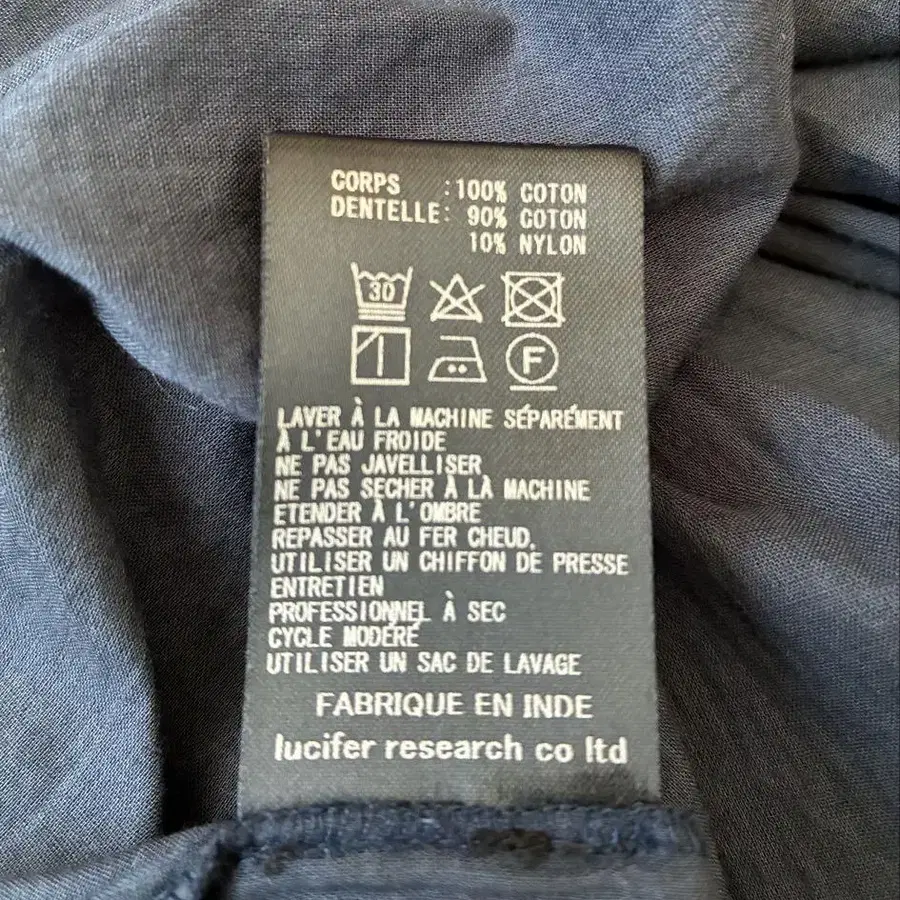 CORPS :100% COTON
DENTELLE: 90% COTON
10% NYLON
30
F
LAVER À LA MACHINE SÉPARÉMENT
À L'EAU FROIDE
NE PAS JAVELLISER
NE PAS SECHER À LÀ MACHINE
ETENDER À L'OMBRE
REPASSER AU FER CHEUD.
UTILISER UN CHIFFON DE PRESSE
ENTRETIEN
PROFESSIONNEL À SEC
CYCLE MODÉRÉ
UTILISER UN SAC DE LAVAGE
FABRIQUE EN INDE
lucifer research co ltd